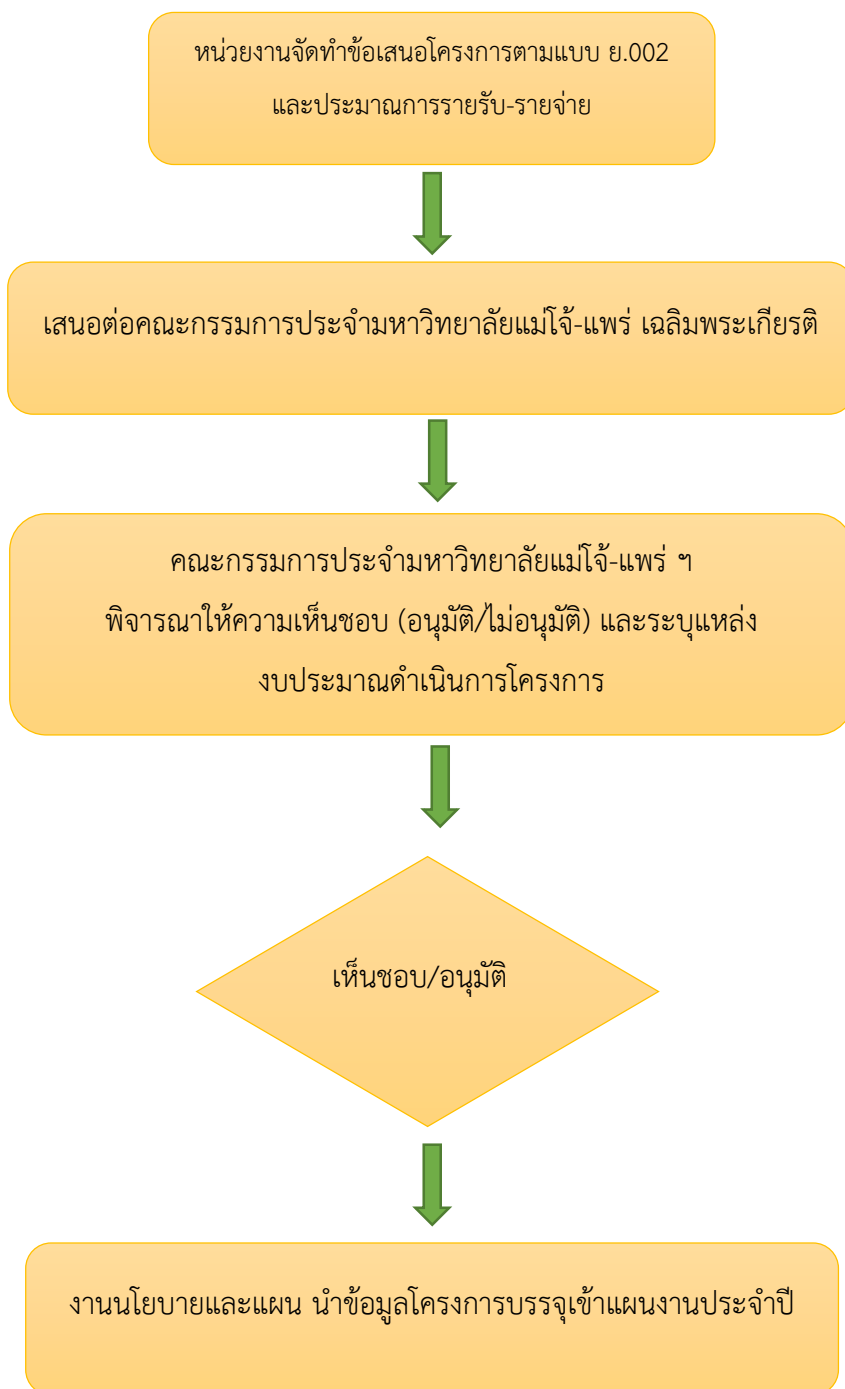 หน่วยงานจัดทำข้อเสนอโครงการตามแบบ ย.002
และประมาณการรายรับ-รายจ่าย
เสนอต่อคณะกรรมการประจำมหาวิทยาลัยแม่โจ้-แพร่ เฉลิมพระเกียรติ
คณะกรรมการประจำมหาวิทยาลัยแม่โจ้-แพร่ ฯ
พิจารณาให้ความเห็นชอบ (อนุมัติ/ไม่อนุมัติ) และระบุแหล่ง
งบประมาณดำเนินการโครงการ
เห็นชอบ/อนุมัติ
งานนโยบายและแผน นำข้อมูลโครงการบรรจุเข้าแผนงานประจำปี